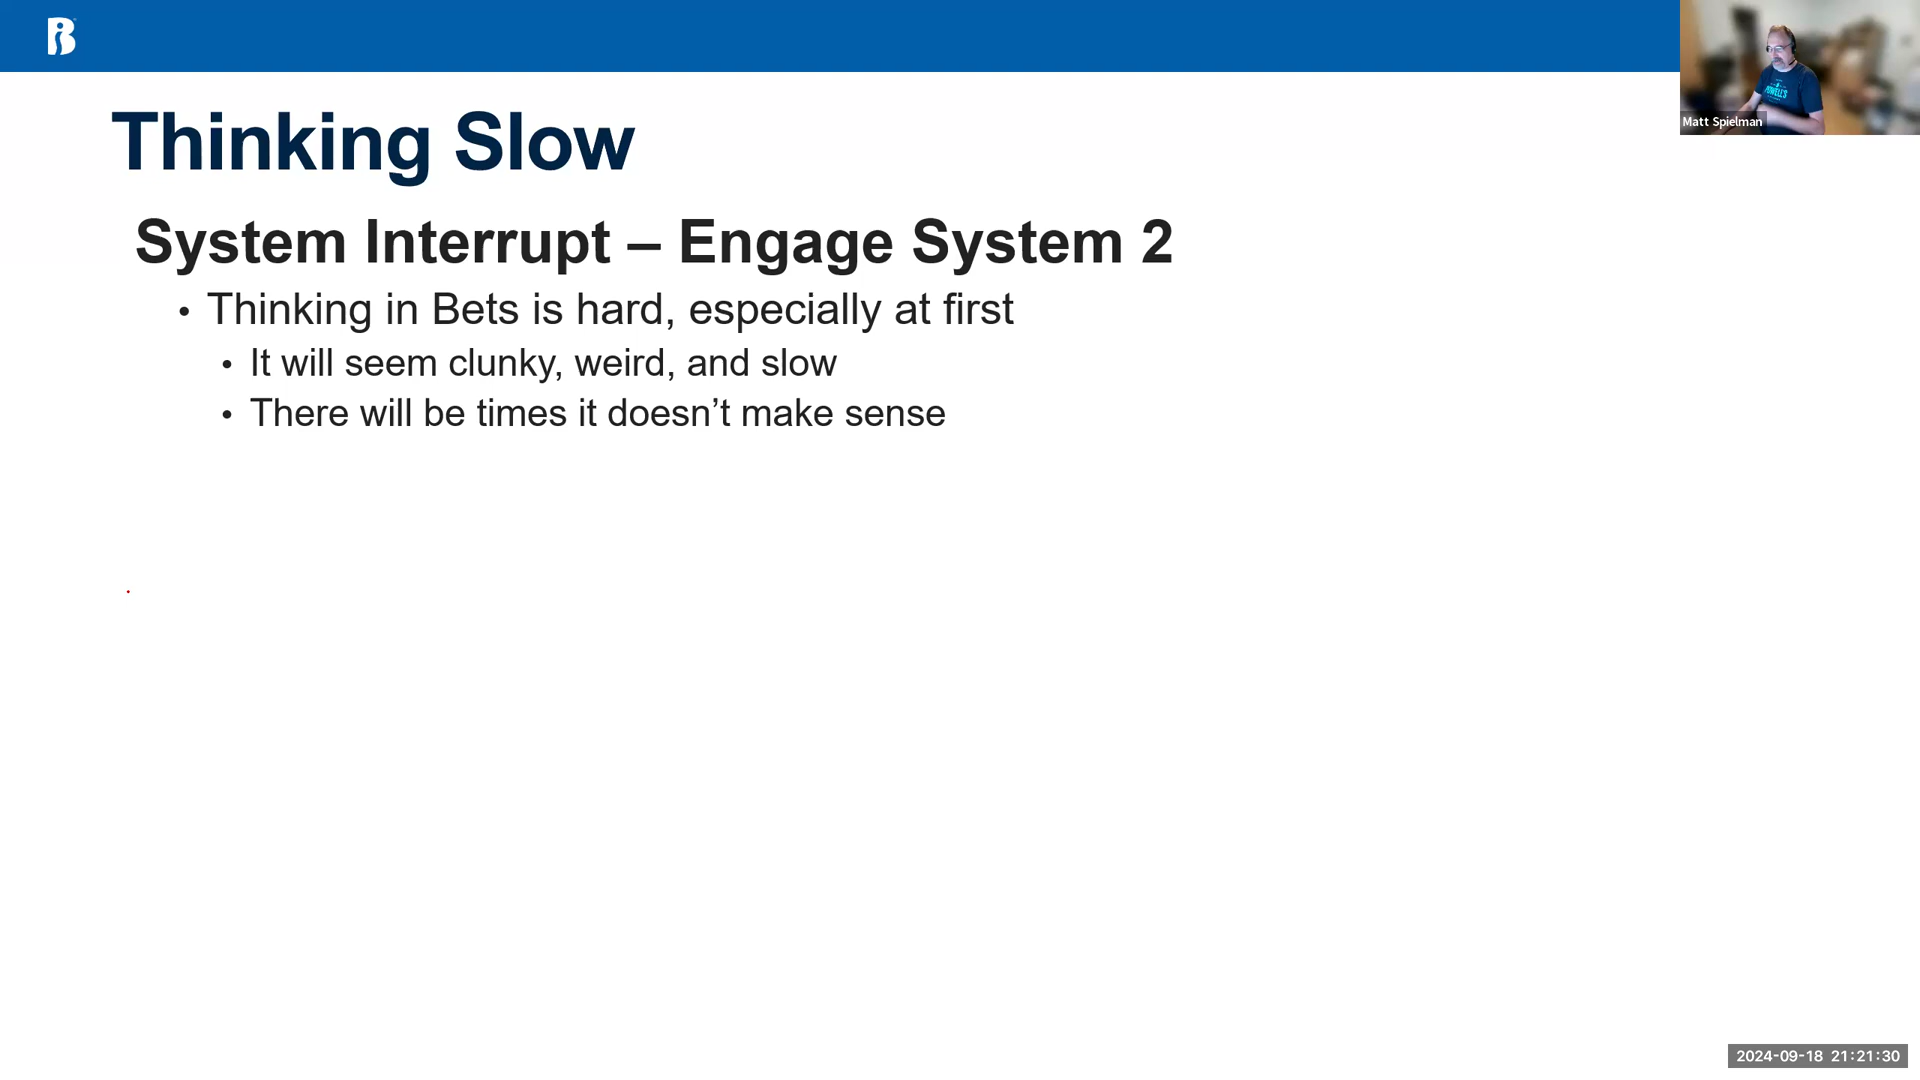 Thinking Slow
System Interrupt – Engage System 2
• Thinking in Bets is hard, especially at first
• It will seem clunky, weird, and slow
• There will be times it doesn’t make sense
POWELL'S
Matt Spielman
2024-09-18 21:21:30